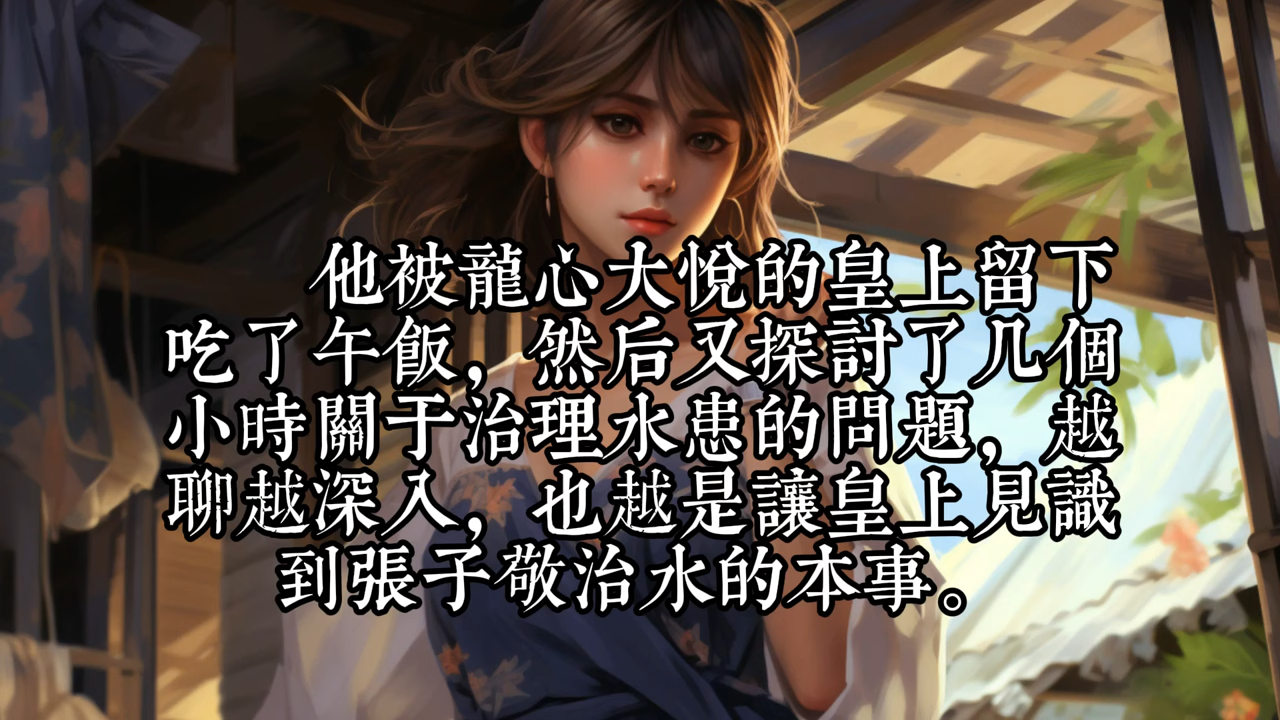 他被龍心大悅的皇上留下
吃了午飯，然后又探討了几個
小時關于治理水患的問題，越
聊越深入，也越是讓皇上見識
到張子敬治水的本事。